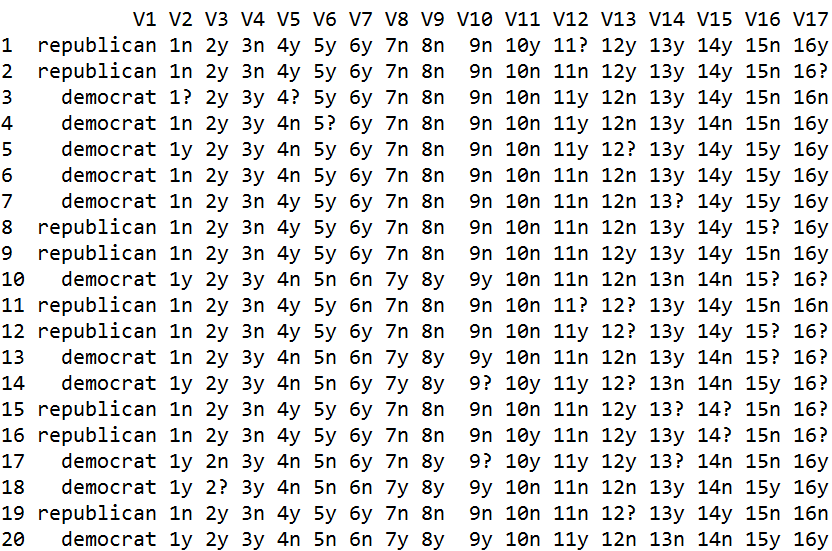 V1 V2 V3 V4 V5 V6 V7 V8 V9 V10 V11 V12 V13 V14 V15 V16 V17
1 republican 1n 2y 3n 4y 5y 6y 7n 8n 9n 10y 11? 12y 13y 14y 15n 16y
2 republican 1n 2y 3n 4y 5y 6y 7n 8n 9n 10n 11n 12y 13y 14y 15n 16?
3 democrat 1? 2y 3y 4? 5y 6y 7n 8n 9n 10n 11y 12n 13y 14y 15n 16n
4 democrat 1n 2y 3y 4n 5? 6y 7n 8n 9n 10n 11y 12n 13y 14n 15n 16y
5 democrat 1y 2y 3y 4n 5y 6y 7n 8n 9n 10n 11y 12? 13y 14y 15y 16y
6 democrat 1n 2y 3y 4n 5y 6y 7n 8n 9n 10n 11n 12n 13y 14y 15y 16y
7 democrat 1n 2y 3n 4y 5y 6y 7n 8n 9n 10n 11n 12n 13? 14y 15y 16y
8 republican 1n 2y 3n 4y 5y 6y 7n 8n 9n 10n 11n 12n 13y 14y 15? 16y
9 republican 1n 2y 3n 4y 5y 6y 7n 8n 9n 10n 11n 12y 13y 14y 15n 16y
10 democrat 1y 2y 3y 4n 5n 6n 7y 8y 9y 10n 11n 12n 13n 14n 15? 16?
11 republican 1n 2y 3n 4y 5y 6n 7n 8n 9n 10n 11? 12? 13y 14y 15n 16n
12 republican 1n 2y 3n 4y 5y 6y 7n 8n 9n 10n 11y 12? 13y 14y 15? 16?
13 democrat 1n 2y 3y 4n 5n 6n 7y 8y 9y 10n 11n 12n 13y 14n 15? 16?
14 democrat 1y 2y 3y 4n 5n 6y 7y 8y 9? 10y 11y 12? 13n 14n 15y 16?
15 republican 1n 2y 3n 4y 5y 6y 7n 8n 9n 10n 11n 12y 13? 14? 15n 16?
16 republican 1n 2y 3n 4y 5y 6y 7n 8n 9n 10y 11n 12n 13y 14? 15n 16?
17 democrat 1y 2n 3y 4n 5n 6y 7n 8y 9? 10y 11y 12y 13? 14n 15n 16y
18 democrat 1y 2? 3y 4n 5n 6n 7y 8y 9y 10n 11n 12n 13y 14n 15y 16y
19 republican 1n 2y 3n 4y 5y 6y 7n 8n 9n 10n 11n 12? 13y 14y 15n 16n
20 democrat 1y 2y 3y 4n 5n 6n 7y 8y 9y 10n 11y 12n 13n 14n 15y 16y